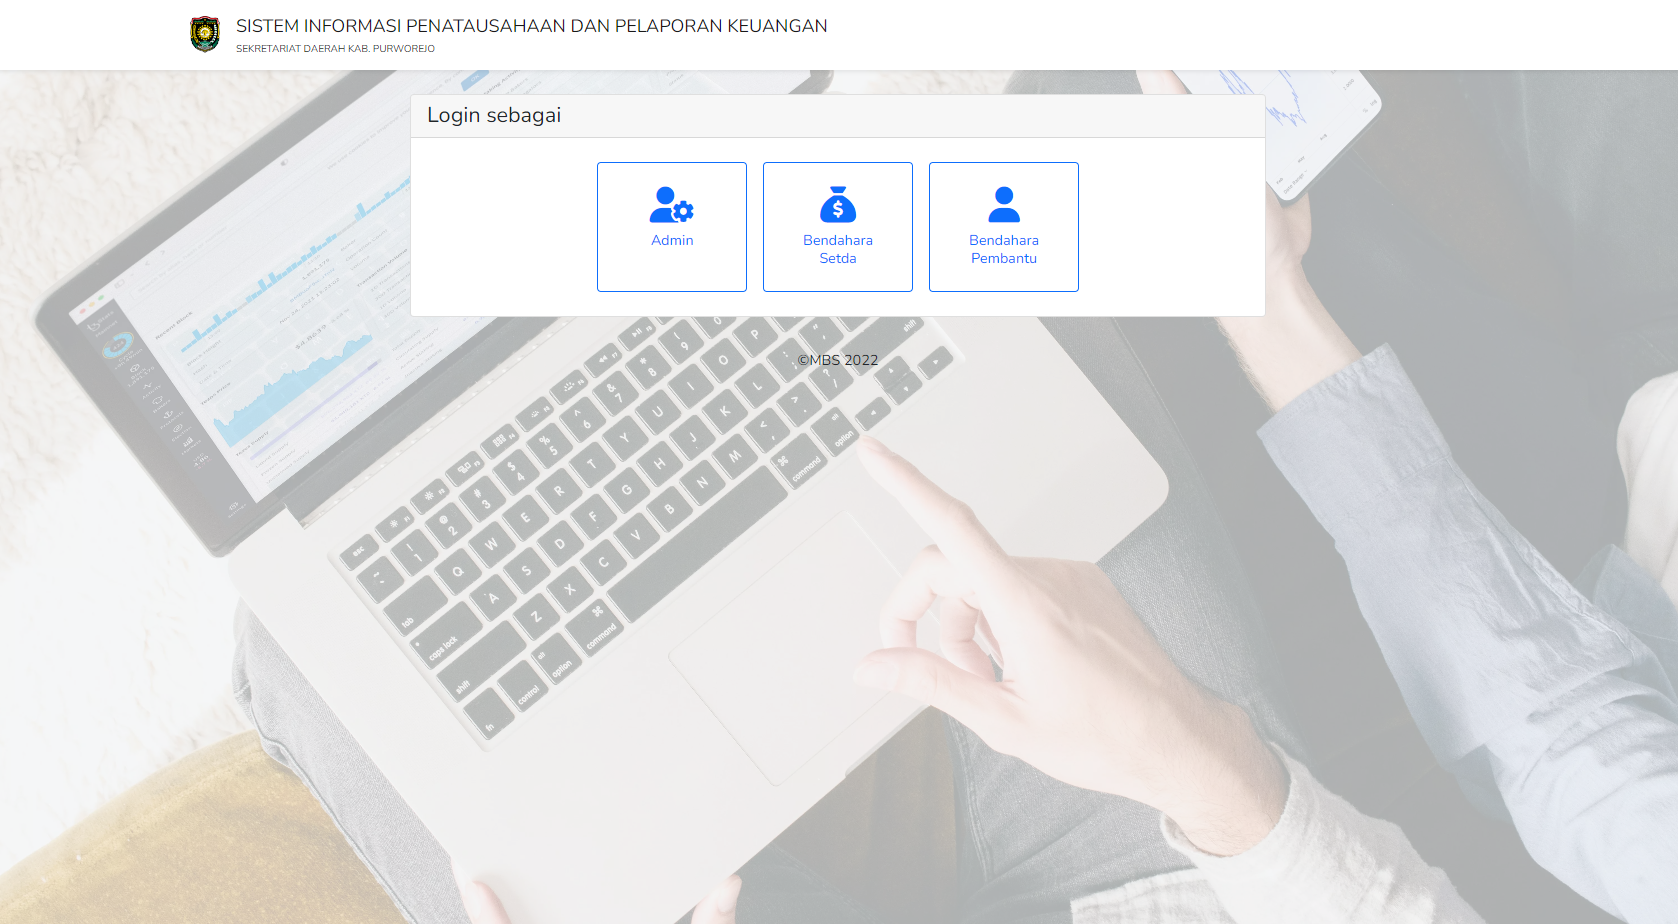 SISTEM INFORMASI PENATAUSAHAAN DAN PELAPORAN KEUANGAN
SEKRETARIAT DAERAH KAB. PURWOREJO
Login sebagai
Admin
Bendahara
Setda
Bendahara
Pembantu
©MBS 2022